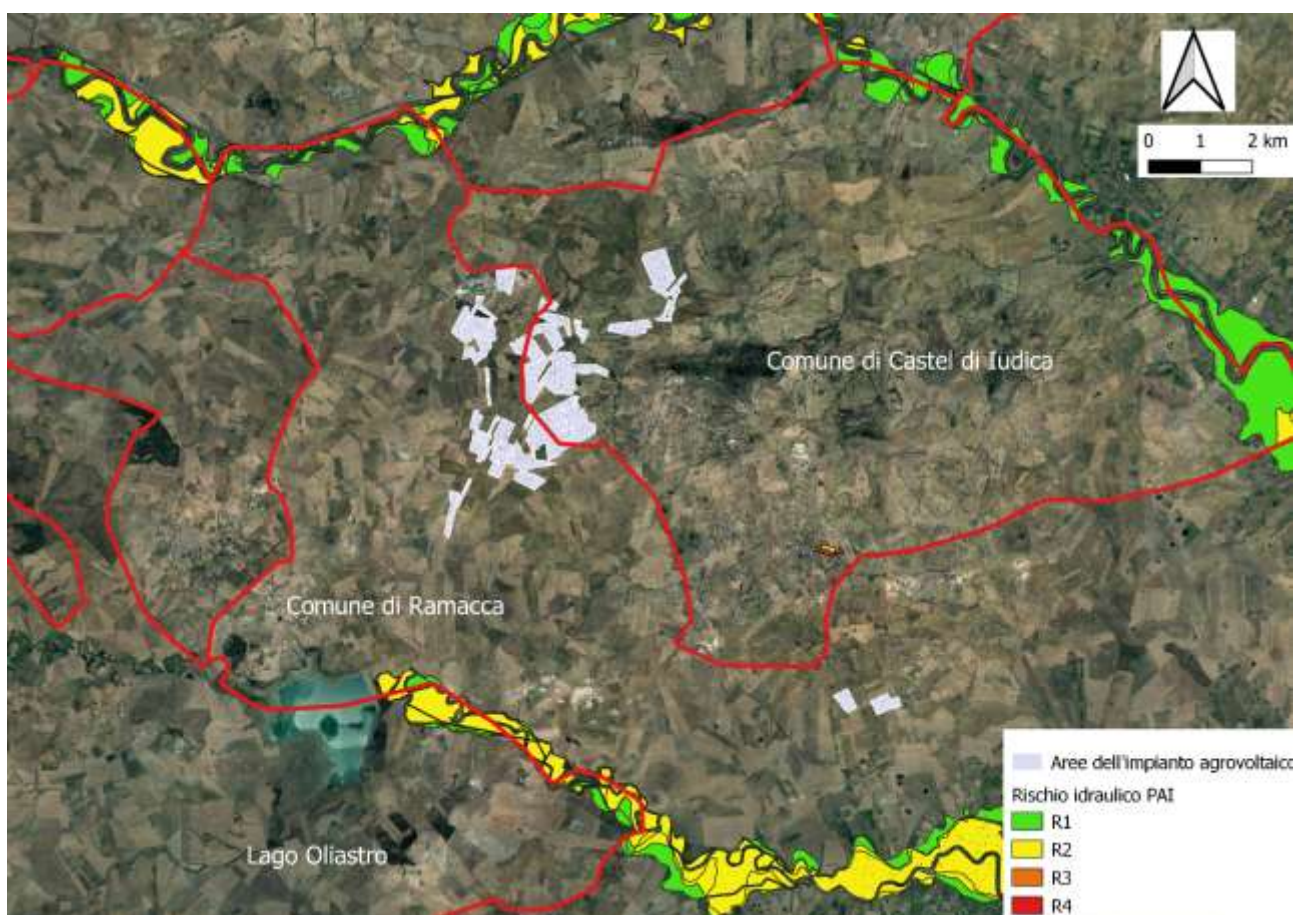 0 1 2 km
Comune di Castel di Iudica
Comune di Ramacca
Lago Oliastro
Aree dell'impianto agrovoltaico
Rischio idraulico PAI
R1
R2
R3
R4